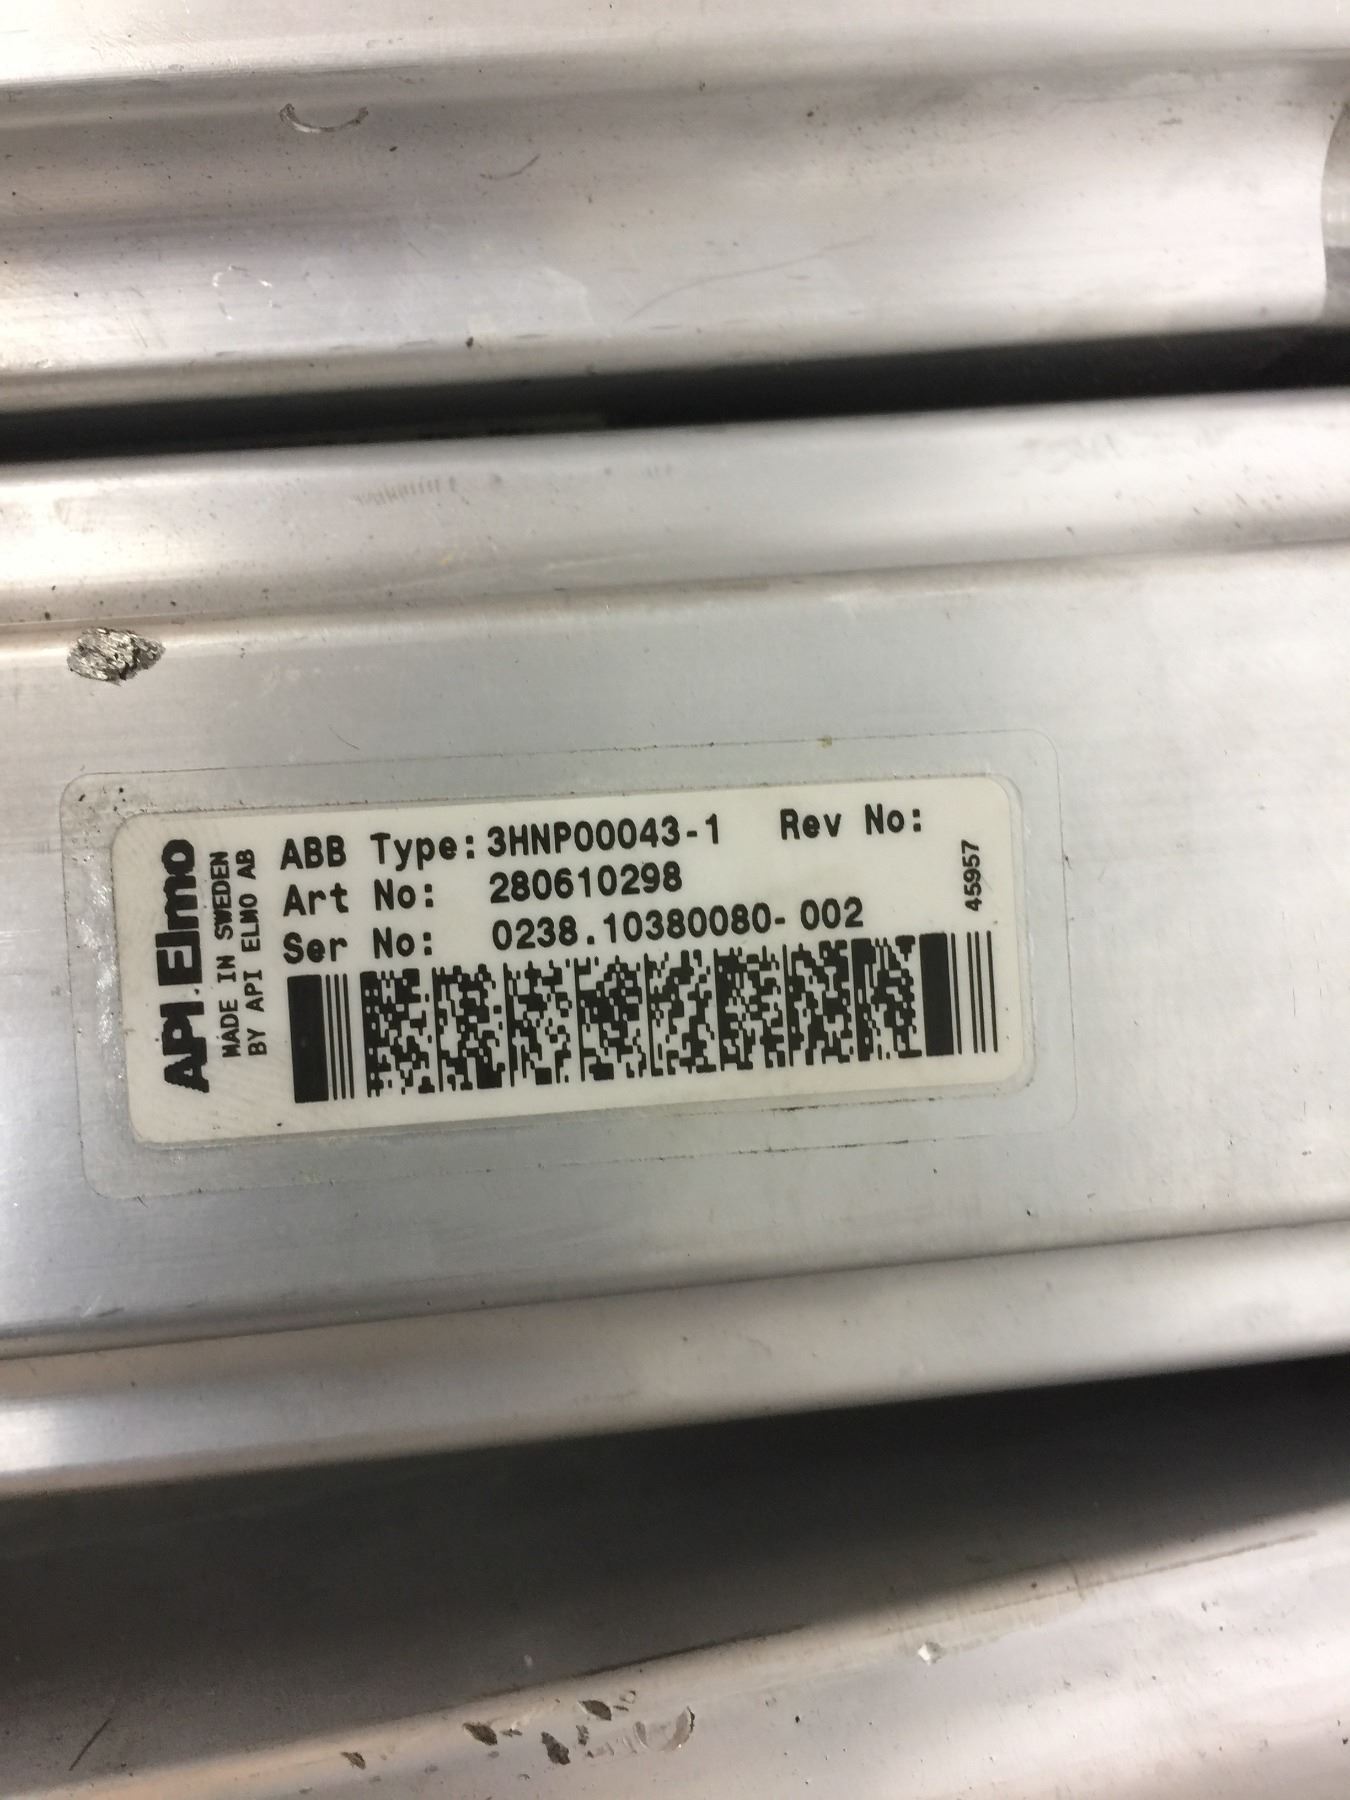 API.Elmo
MADE IN SWEDEN
BY API ELMO AB
ABB Type: 3HNP00043-1 Rev No:
Art No: 280610298
Ser No: 0238.10380080-002
45957